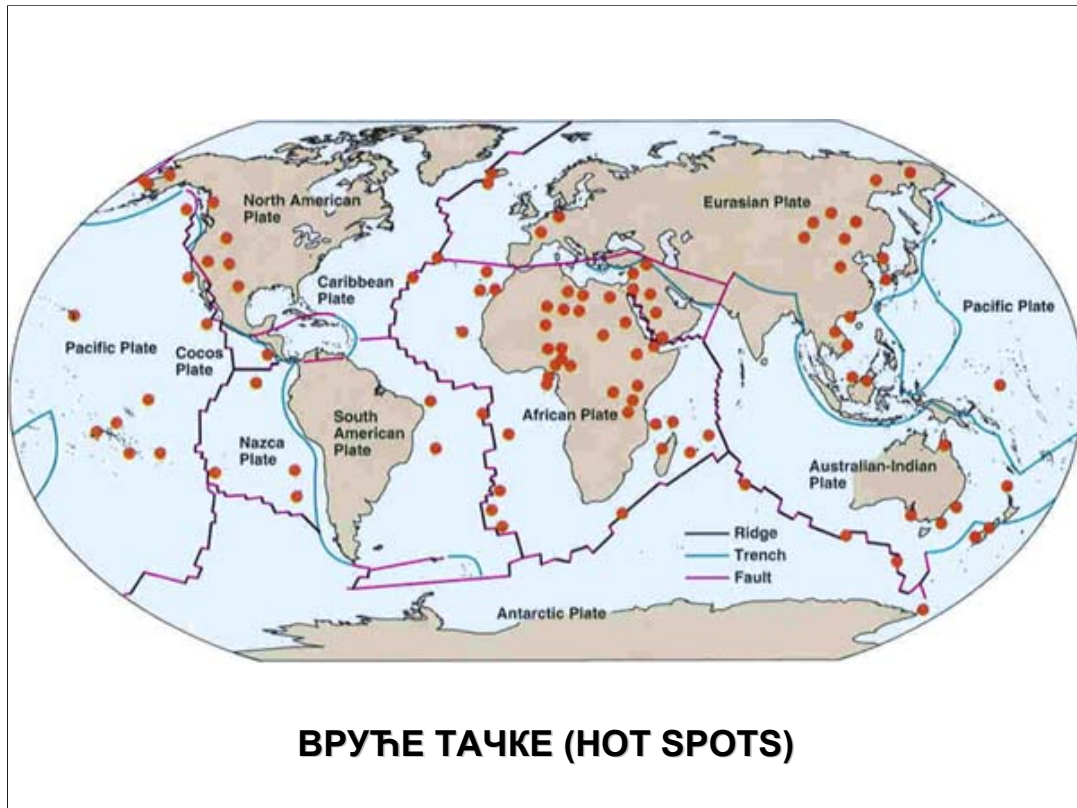 North American
Plate
Eurasian Plate
Caribbean
Plate
Pacific Plate
Pacific Plate
Cocos
Plate
South
American
Plate
African Plate
Nazca
Plate
Australian-Indian
Plate
Ridge
Trench
Fault
Antarctic Plate
ВРУЋЕ ТАЧКЕ (HOT SPOTS)